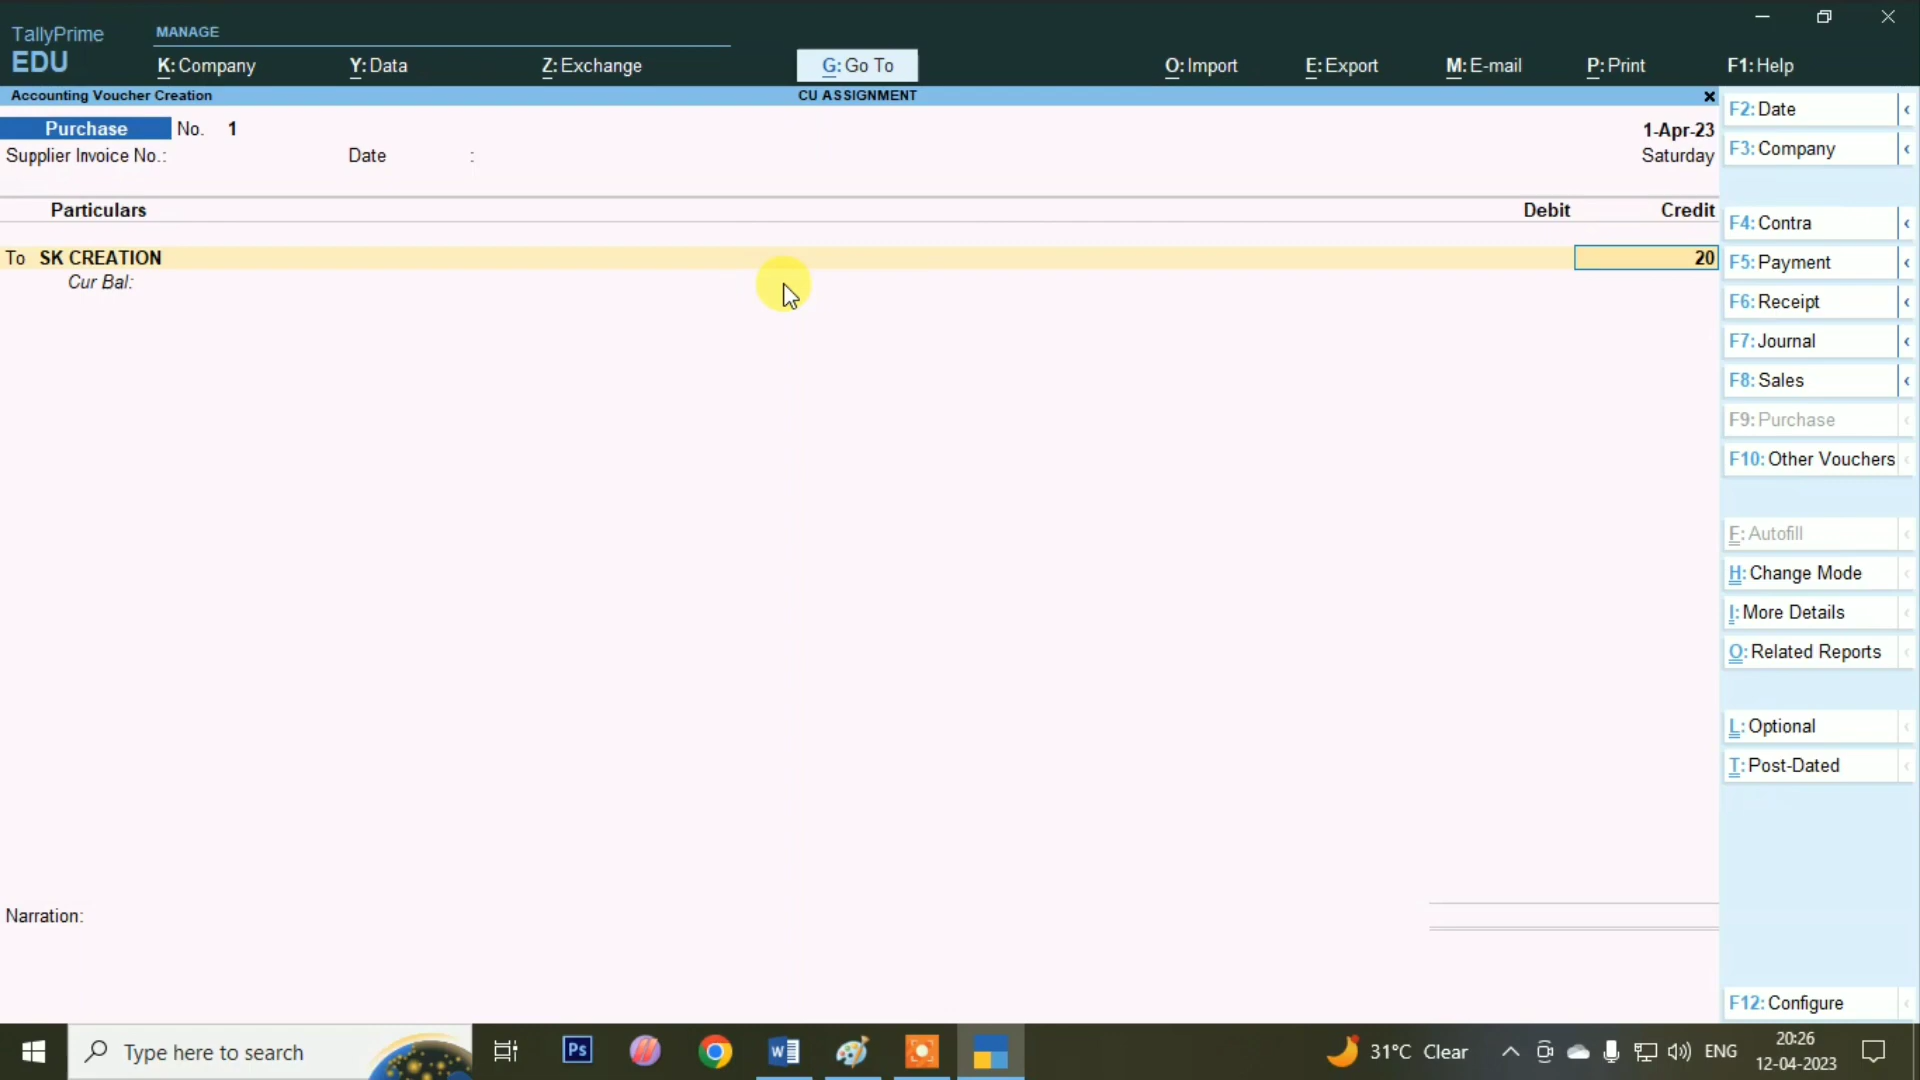 TallyPrime
EDU
MANAGE
K: Company
Y: Data
Z: Exchange
G: Go To
O: Import
E: Export
M: E-mail
P: Print
F1: Help
Accounting Voucher Creation
CU ASSIGNMENT
Purchase No. 1
1-Apr-23
Supplier Invoice No.:
Date :
Saturday
Particulars
Debit
Credit
To SK CREATION
20
Cur Bal:
Narration:
F2: Date
F3: Company
F4: Contra
F5: Payment
F6: Receipt
F7: Journal
F8: Sales
F9: Purchase
F10: Other Vouchers
F: Autofill
H: Change Mode
I: More Details
O: Related Reports
L: Optional
T: Post-Dated
F12: Configure
Type here to search
Ps
W
31°C Clear
ENG
20:26
12-04-2023